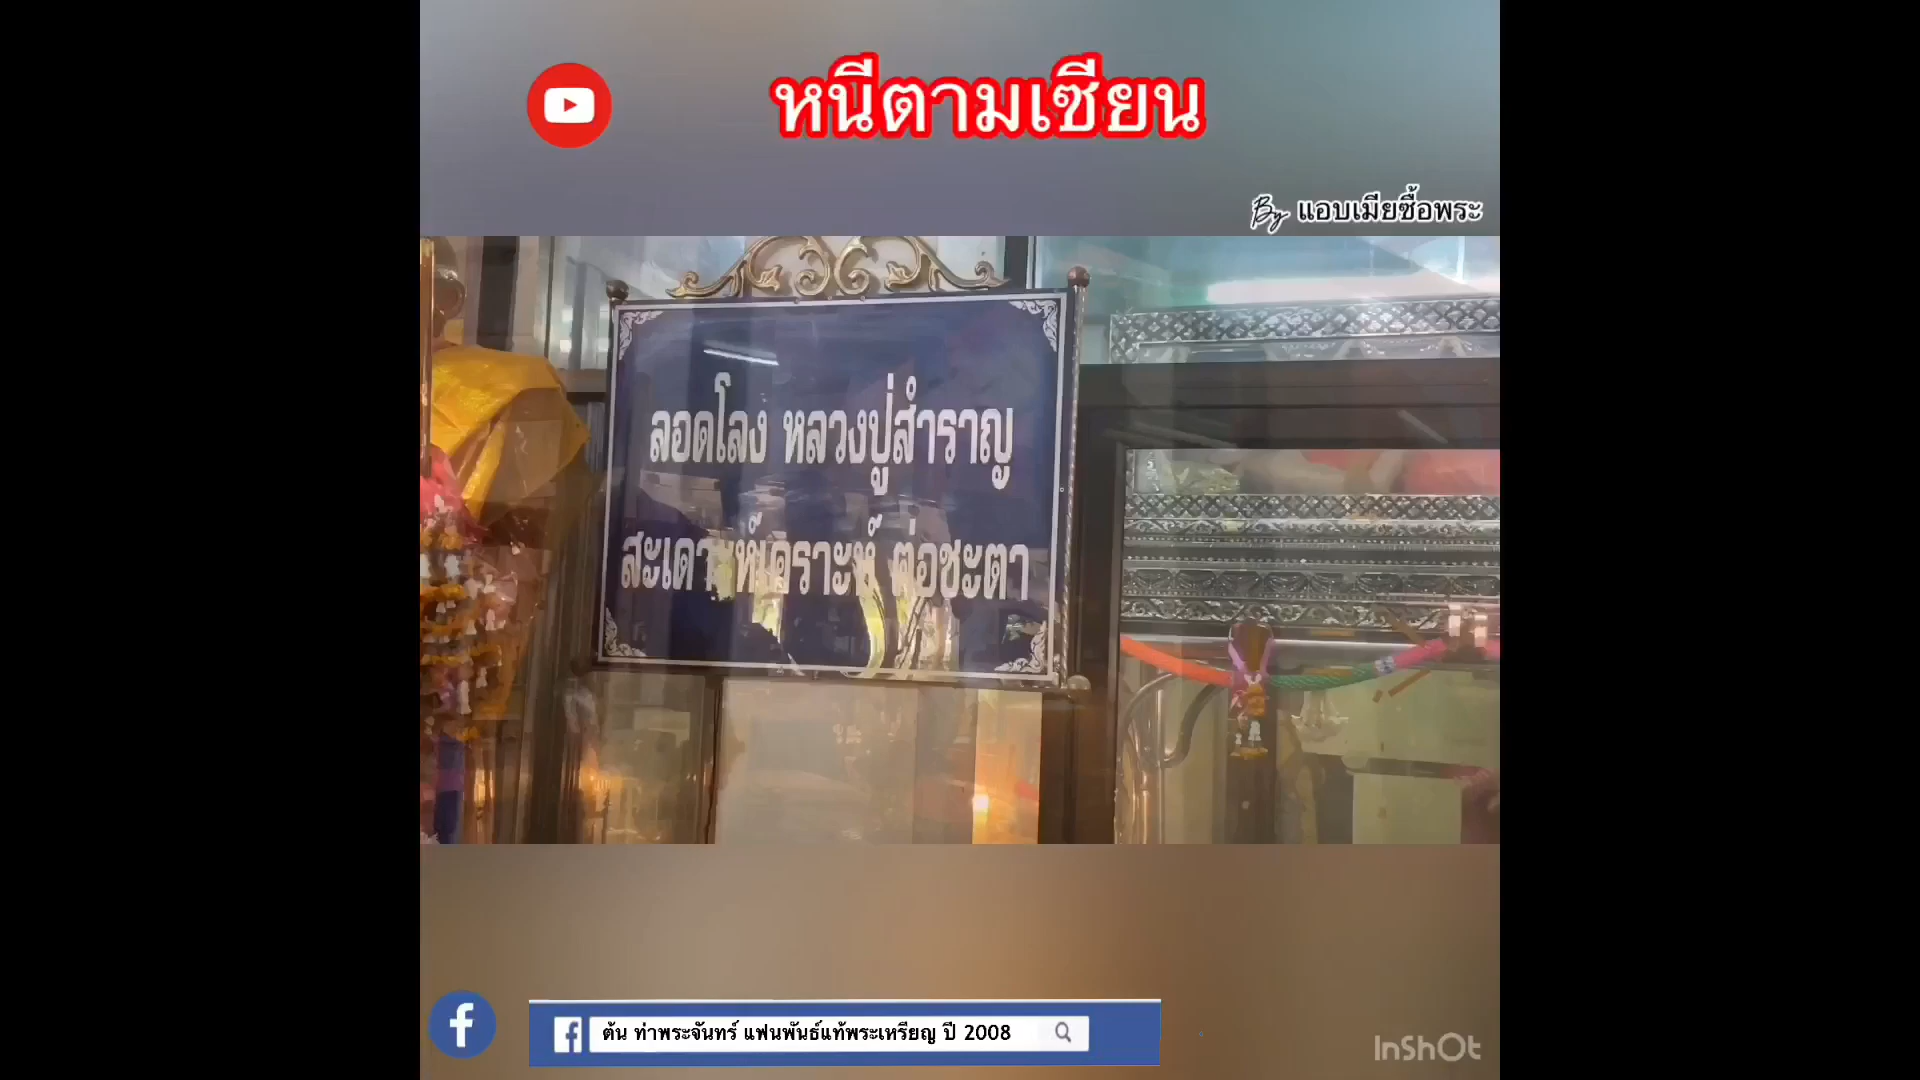 หนีตามเซียน
By แอบเมียซื้อพระ
ลอดโลง หลวงปู่สำราญ
สะเดาะห์เคราะห์ ต่อชะตา
ต้น ท่าพระจันทร์ แฟนพันธ์แท้พระเหรียญ ปี 2008
InShOt